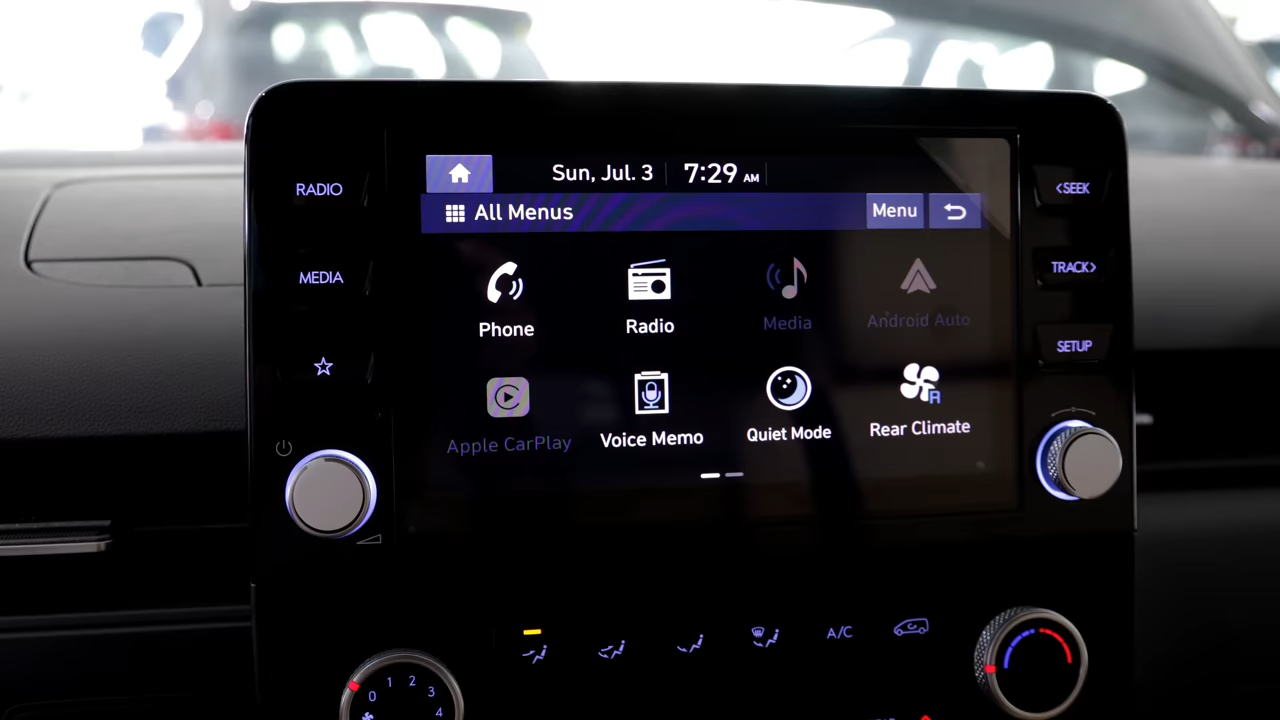 Sun, Jul. 3 7:29 AM
RADIO
<SEEK
All Menus Menu
MEDIA
TRACK>
Phone Radio Media Android Auto
SETUP
Apple CarPlay Voice Memo Quiet Mode Rear Climate
R
A/C
0 1 2 3 4